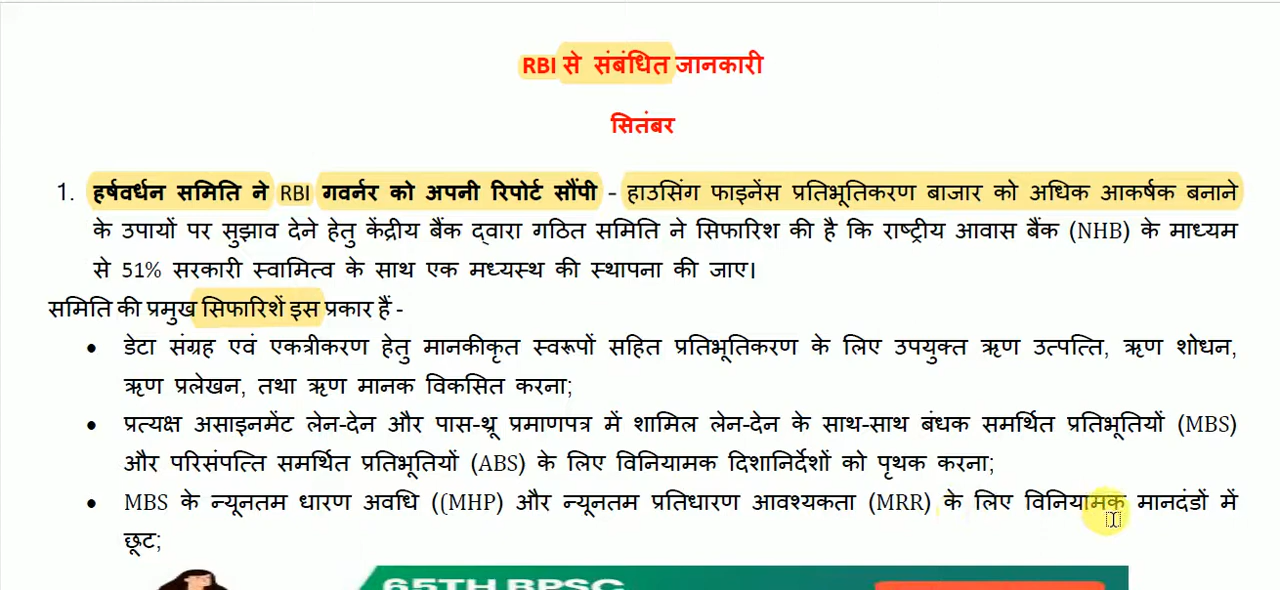 RBI से संबंधित जानकारी
सितंबर
1. हर्षवर्धन समिति ने RBI गवर्नर को अपनी रिपोर्ट सौंपी - हाउसिंग फाइनेंस प्रतिभूतिकरण बाजार को अधिक आकर्षक बनाने
के उपायों पर सुझाव देने हेतु केंद्रीय बैंक द्वारा गठित समिति ने सिफारिश की है कि राष्ट्रीय आवास बैंक (NHB) के माध्यम
से 51% सरकारी स्वामित्व के साथ एक मध्यस्थ की स्थापना की जाए।
समिति की प्रमुख सिफारिशें इस प्रकार हैं -
• डेटा संग्रह एवं एकत्रीकरण हेतु मानकीकृत स्वरूपों सहित प्रतिभूतिकरण के लिए उपयुक्त ऋण उत्पत्ति, ऋण शोधन,
ऋण प्रलेखन, तथा ऋण मानक विकसित करना;
• प्रत्यक्ष असाइनमेंट लेन-देन और पास-थ्रू प्रमाणपत्र में शामिल लेन-देन के साथ-साथ बंधक समर्थित प्रतिभूतियों (MBS)
और परिसंपत्ति समर्थित प्रतिभूतियों (ABS) के लिए विनियामक दिशानिर्देशों को पृथक करना;
• MBS के न्यूनतम धारण अवधि ((MHP) और न्यूनतम प्रतिधारण आवश्यकता (MRR) के लिए विनियामक मानदंडों में
छूट;
65TH BPSC